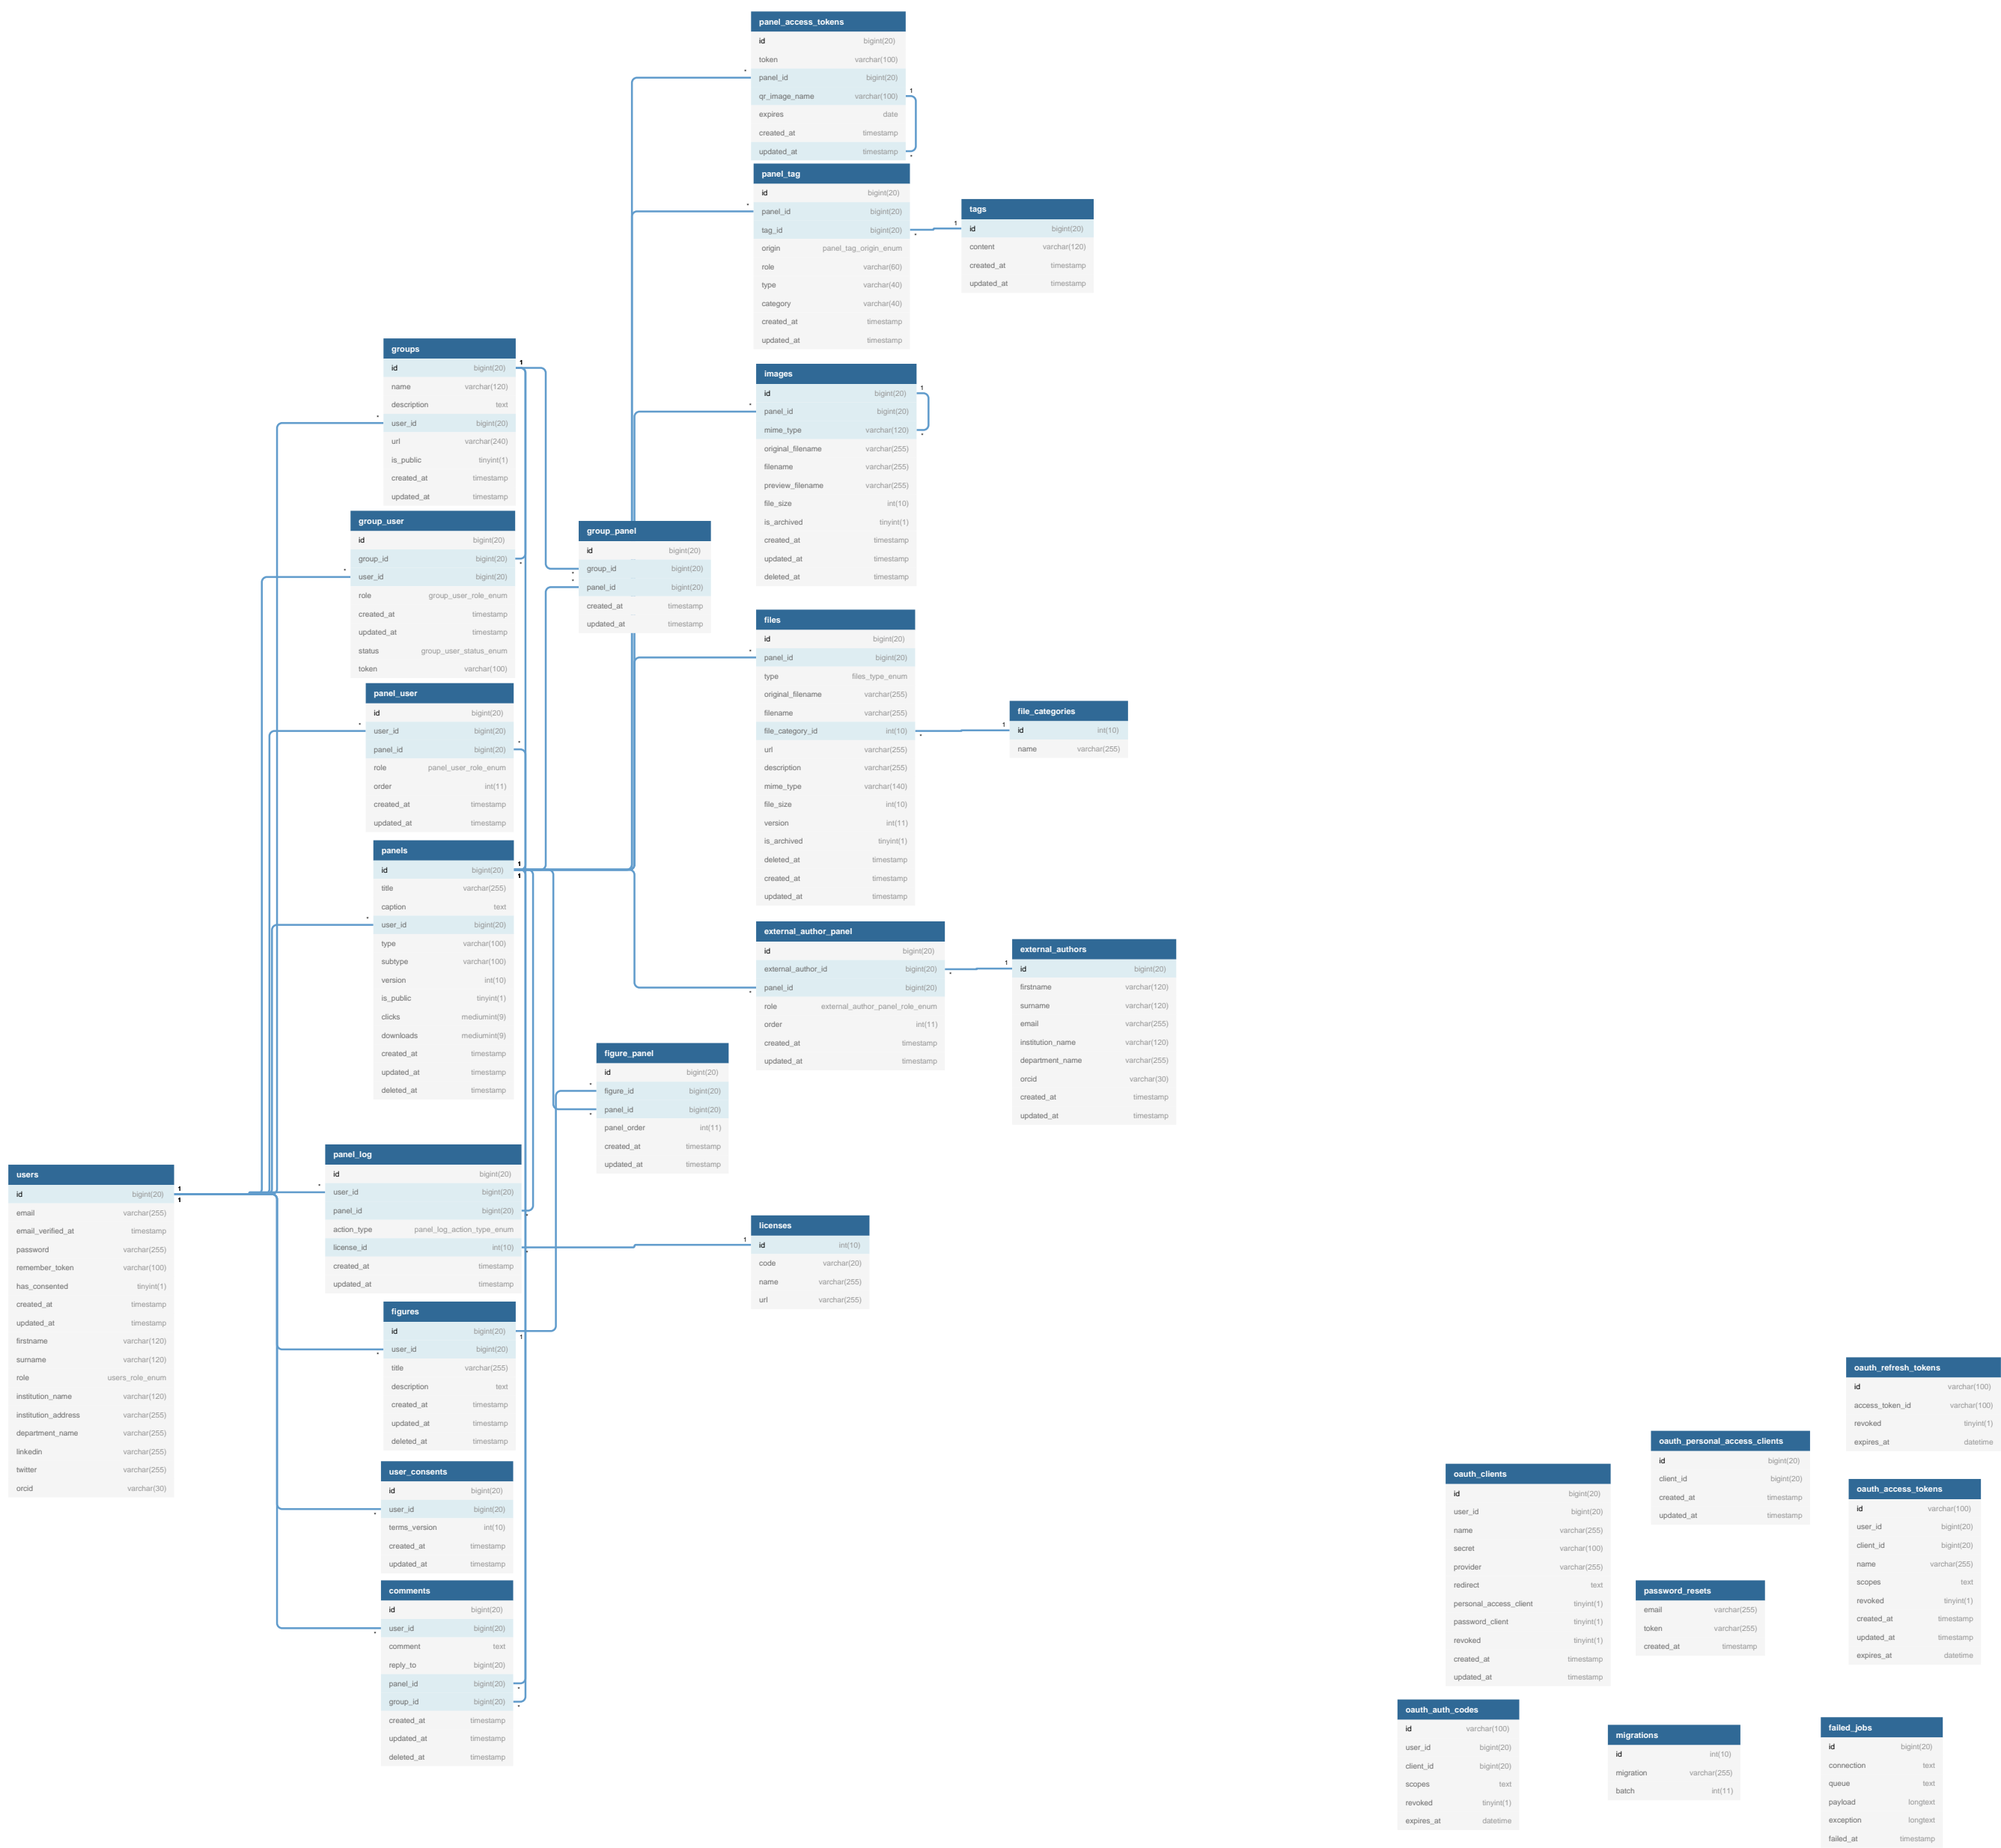 panel_access_tokens
id bigint(20)
token varchar(100)
panel_id bigint(20)
qr_image_name varchar(100)
expires date
created_at timestamp
updated_at timestamp
* 1 *
panel_tag
id bigint(20)
panel_id bigint(20)
tag_id bigint(20)
origin panel_tag_origin_enum
role varchar(60)
type varchar(40)
category varchar(40)
created_at timestamp
updated_at timestamp
* * 1
tags
id bigint(20)
content varchar(120)
created_at timestamp
updated_at timestamp
groups
id bigint(20)
name varchar(120)
description text
user_id bigint(20)
url varchar(240)
is_public tinyint(1)
created_at timestamp
updated_at timestamp
* 1
images
id bigint(20)
panel_id bigint(20)
mime_type varchar(120)
original_filename varchar(255)
filename varchar(255)
preview_filename varchar(255)
file_size int(10)
is_archived tinyint(1)
created_at timestamp
updated_at timestamp
deleted_at timestamp
* 1 *
group_user
id bigint(20)
group_id bigint(20)
user_id bigint(20)
role group_user_role_enum
created_at timestamp
updated_at timestamp
status group_user_status_enum
token varchar(100)
* *
group_panel
id bigint(20)
group_id bigint(20)
panel_id bigint(20)
created_at timestamp
updated_at timestamp
* *
files
id bigint(20)
panel_id bigint(20)
type files_type_enum
original_filename varchar(255)
filename varchar(255)
file_category_id int(10)
url varchar(255)
description varchar(255)
mime_type varchar(140)
file_size int(10)
version int(11)
is_archived tinyint(1)
deleted_at timestamp
created_at timestamp
updated_at timestamp
* * 1
file_categories
id int(10)
name varchar(255)
panel_user
id bigint(20)
user_id bigint(20)
panel_id bigint(20)
role panel_user_role_enum
order int(11)
created_at timestamp
updated_at timestamp
* *
panels
id bigint(20)
title varchar(255)
caption text
user_id bigint(20)
type varchar(100)
subtype varchar(100)
version int(10)
is_public tinyint(1)
clicks mediumint(9)
downloads mediumint(9)
created_at timestamp
updated_at timestamp
deleted_at timestamp
* 1
1
external_author_panel
id bigint(20)
external_author_id bigint(20)
panel_id bigint(20)
role external_author_panel_role_enum
order int(11)
created_at timestamp
updated_at timestamp
* * 1
external_authors
id bigint(20)
firstname varchar(120)
surname varchar(120)
email varchar(255)
institution_name varchar(120)
department_name varchar(255)
orcid varchar(30)
created_at timestamp
updated_at timestamp
figure_panel
id bigint(20)
figure_id bigint(20)
panel_id bigint(20)
panel_order int(11)
created_at timestamp
updated_at timestamp
* *
users
id bigint(20)
email varchar(255)
email_verified_at timestamp
password varchar(255)
remember_token varchar(100)
has_consented tinyint(1)
created_at timestamp
updated_at timestamp
firstname varchar(120)
surname varchar(120)
role users_role_enum
institution_name varchar(120)
institution_address varchar(255)
department_name varchar(255)
linkedin varchar(255)
twitter varchar(255)
orcid varchar(30)
1
1
panel_log
id bigint(20)
user_id bigint(20)
panel_id bigint(20)
action_type panel_log_action_type_enum
license_id int(10)
created_at timestamp
updated_at timestamp
* * * 1
licenses
id int(10)
code varchar(20)
name varchar(255)
url varchar(255)
figures
id bigint(20)
user_id bigint(20)
title varchar(255)
description text
created_at timestamp
updated_at timestamp
deleted_at timestamp
* 1
user_consents
id bigint(20)
user_id bigint(20)
terms_version int(10)
created_at timestamp
updated_at timestamp
*
comments
id bigint(20)
user_id bigint(20)
comment text
reply_to bigint(20)
panel_id bigint(20)
group_id bigint(20)
created_at timestamp
updated_at timestamp
deleted_at timestamp
* * *
oauth_refresh_tokens
id varchar(100)
access_token_id varchar(100)
revoked tinyint(1)
expires_at datetime
oauth_personal_access_clients
id bigint(20)
client_id bigint(20)
created_at timestamp
updated_at timestamp
oauth_clients
id bigint(20)
user_id bigint(20)
name varchar(255)
secret varchar(100)
provider varchar(255)
redirect text
personal_access_client tinyint(1)
password_client tinyint(1)
revoked tinyint(1)
created_at timestamp
updated_at timestamp
oauth_access_tokens
id varchar(100)
user_id bigint(20)
client_id bigint(20)
name varchar(255)
scopes text
revoked tinyint(1)
created_at timestamp
updated_at timestamp
expires_at datetime
password_resets
email varchar(255)
token varchar(255)
created_at timestamp
oauth_auth_codes
id varchar(100)
user_id bigint(20)
client_id bigint(20)
scopes text
revoked tinyint(1)
expires_at datetime
migrations
id int(10)
migration varchar(255)
batch int(11)
failed_jobs
id bigint(20)
connection text
queue text
payload longtext
exception longtext
failed_at timestamp